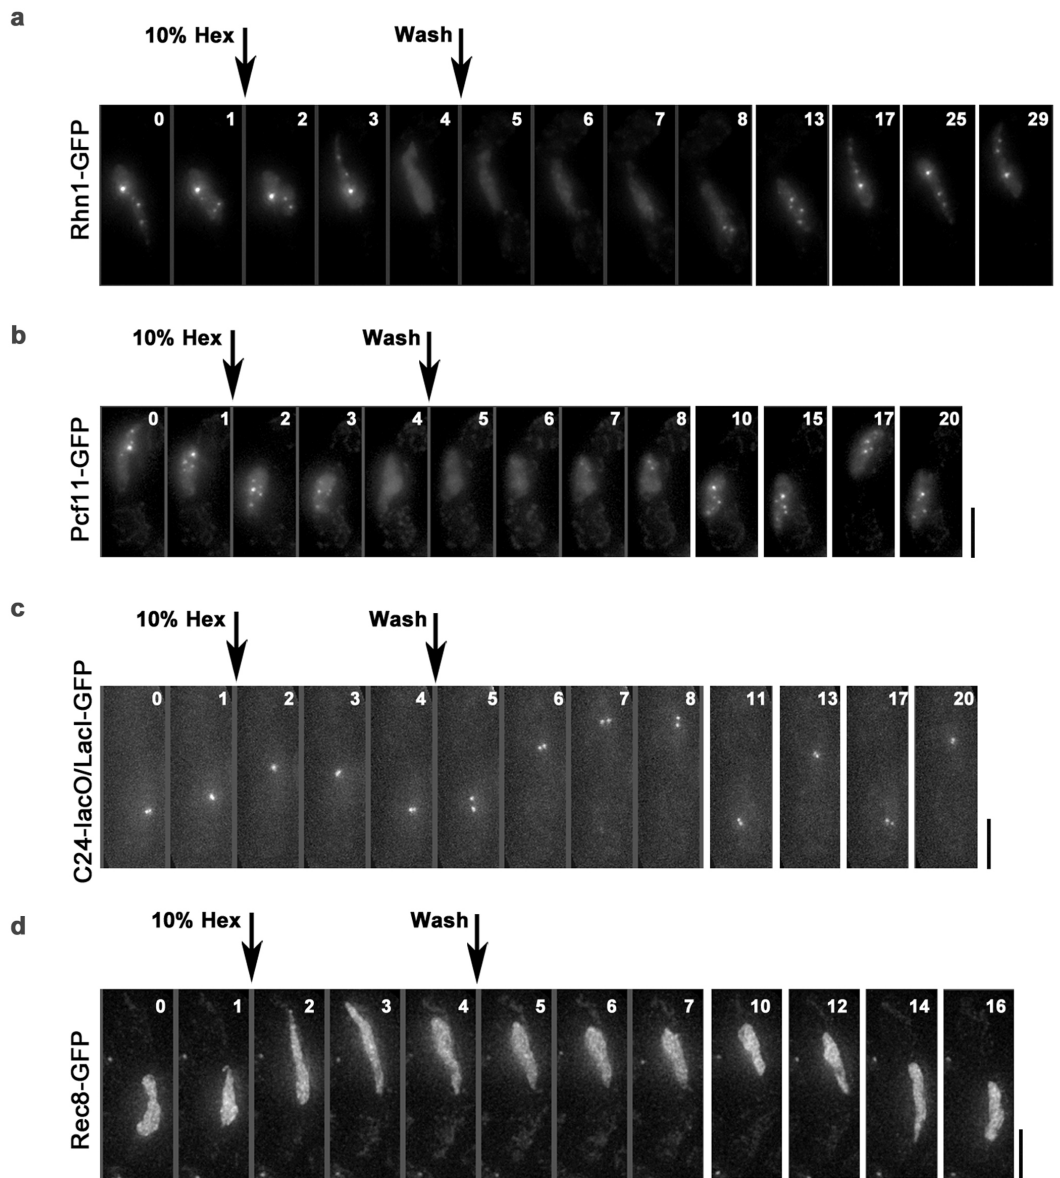 a
10% Hex
Wash
Rhn1-GFP
0 1 2 3 4 5 6 7 8 13 17 25 29
b
10% Hex
Wash
Pcf11-GFP
0 1 2 3 4 5 6 7 8 10 15 17 20
c
10% Hex
Wash
C24-lacO/LacI-GFP
0 1 2 3 4 5 6 7 8 11 13 17 20
d
10% Hex
Wash
Rec8-GFP
0 1 2 3 4 5 6 7 10 12 14 16